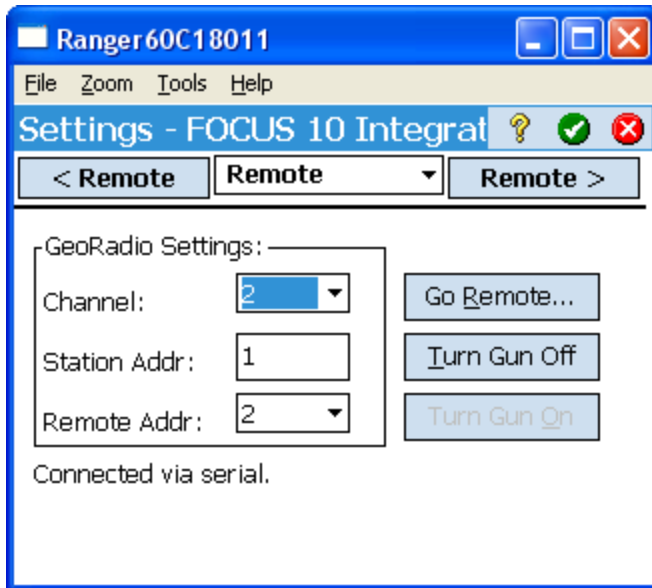 Ranger60C18011
File Zoom Tools Help
Settings - FOCUS 10 Integrat
< Remote Remote Remote >
GeoRadio Settings:
Channel: 2 Go Remote...
Station Addr: 1 Turn Gun Off
Remote Addr: 2 Turn Gun On
Connected via serial.